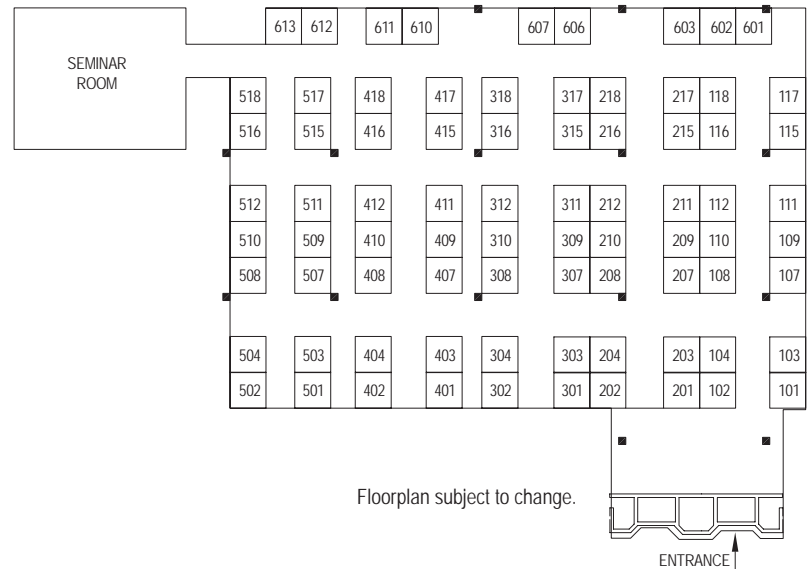 613 612 611 610 607 606 603 602 601
SEMINAR
ROOM
518 517 418 417 318 317 218 217 118 117
516 515 416 415 316 315 216 215 116 115
512 511 412 411 312 311 212 211 112 111
510 509 410 409 310 309 210 209 110 109
508 507 408 407 308 307 208 207 108 107
504 503 404 403 304 303 204 203 104 103
502 501 402 401 302 301 202 201 102 101
Floorplan subject to change.
ENTRANCE